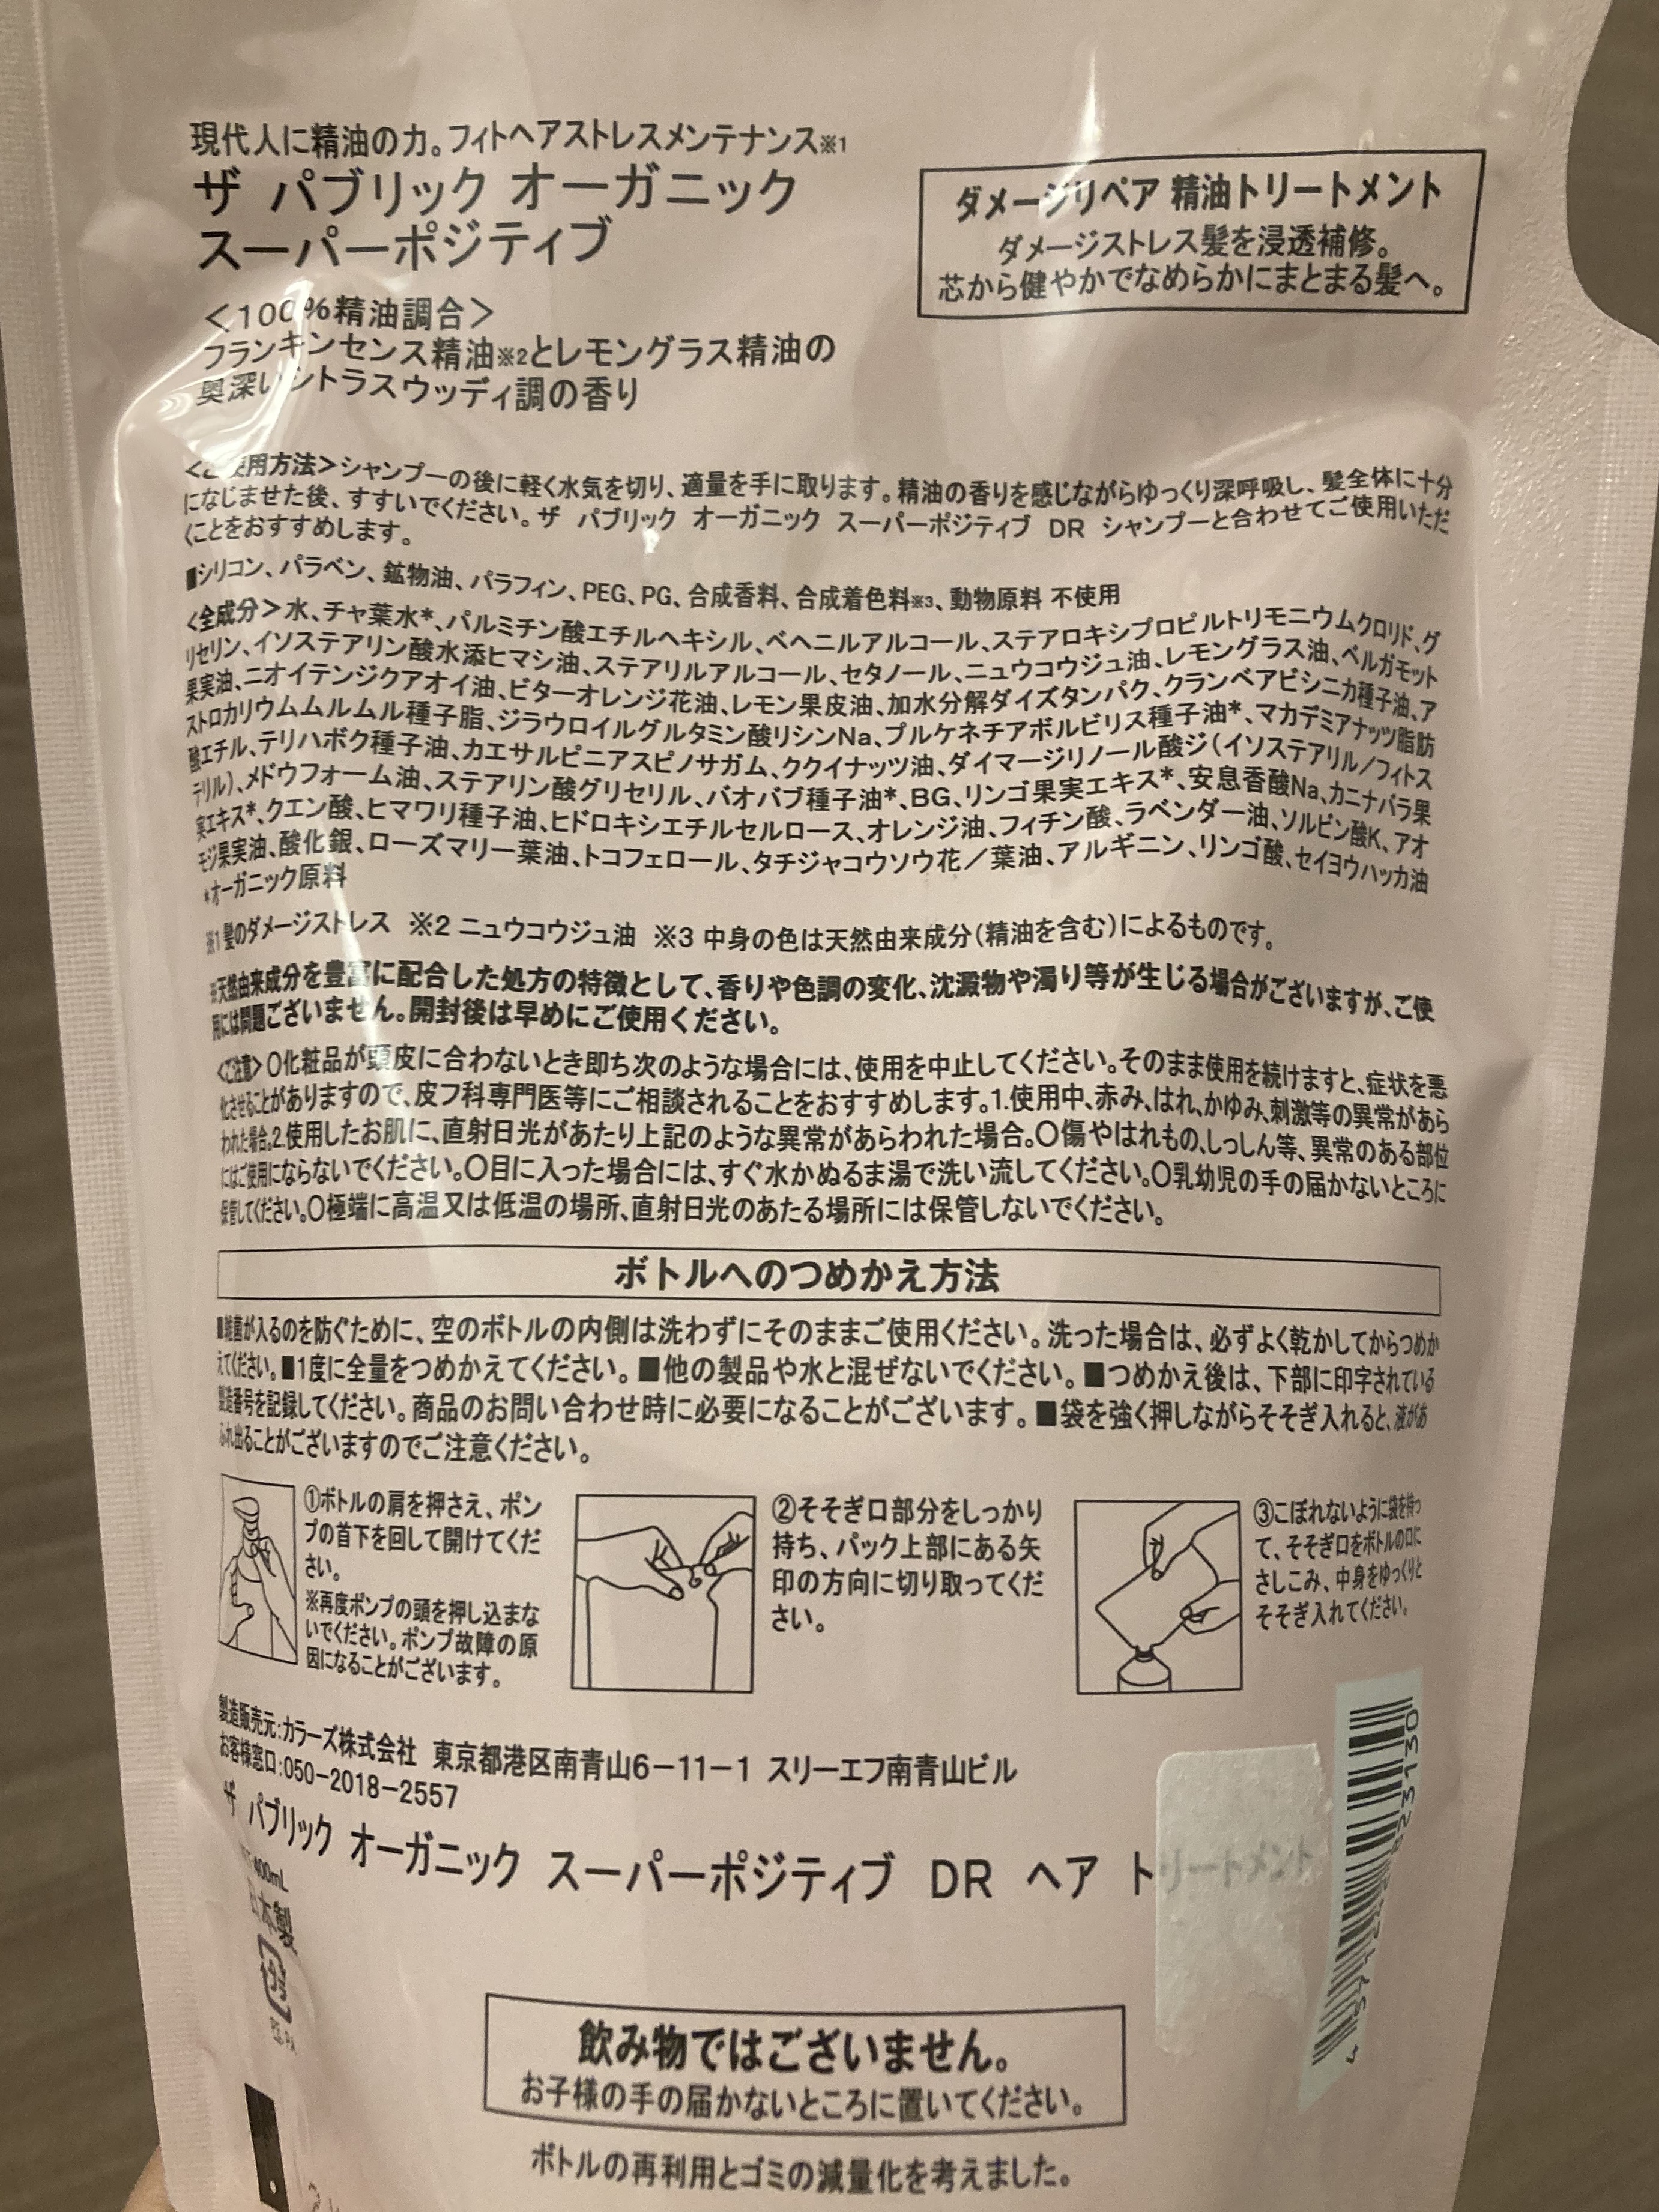 現代人に精油の力。フィトヘアストレスメンテナンス※1
ザ パブリック オーガニック
スーパーポジティブ
＜100%精油調合＞
フランキンセンス精油※2とレモングラス精油の
奥深いシトラスウッディ調の香り
ダメージリペア 精油トリートメント
ダメージストレス髪を浸透補修。
芯から健やかでなめらかにまとまる髪へ。
＜ご使用方法＞シャンプーの後に軽く水気を切り、適量を手に取ります。精油の香りを感じながらゆっくり深呼吸し、髪全体に十分
になじませた後、すすいでください。ザ パブリック オーガニック スーパーポジティブ DR シャンプーと合わせてご使用いただ
くことをおすすめします。
■シリコン、パラベン、鉱物油、パラフィン、PEG、PG、合成香料、合成着色料※3、動物原料 不使用
＜全成分＞水、チャ葉水*、パルミチン酸エチルヘキシル、ベヘニルアルコール、ステアロキシプロピルトリモニウムクロリド、グ
リセリン、イソステアリン酸水添ヒマシ油、ステアリルアルコール、セタノール、ニュウコウジュ油、レモングラス油、ベルガモット
果実油、ニオイテンジクアオイ油、ビターオレンジ花油、レモン果皮油、加水分解ダイズタンパク、クランベアビシニカ種子油、ア
ストロカリウムムルムル種子脂、ジラウロイルグルタミン酸リシンNa、プルケネチアボルビリス種子油*、マカデミアナッツ脂肪
酸エチル、テリハボク種子油、カエサルピニアスピノサガム、ククイナッツ油、ダイマージリノール酸ジ（イソステアリル／フィトス
テリル）、メドウフォーム油、ステアリン酸グリセリル、バオバブ種子油*、BG、リンゴ果実エキス*、安息香酸Na、カニナバラ果
実エキス*、クエン酸、ヒマワリ種子油、ヒドロキシエチルセルロース、オレンジ油、フィチン酸、ラベンダー油、ソルビン酸K、アオ
モジ果実油、酸化銀、ローズマリー葉油、トコフェロール、タチジャコウソウ花／葉油、アルギニン、リンゴ酸、セイヨウハッカ油
*オーガニック原料
※1 髪のダメージストレス ※2 ニュウコウジュ油 ※3 中身の色は天然由来成分（精油を含む）によるものです。
※天然由来成分を豊富に配合した処方の特徴として、香りや色調の変化、沈澱物や濁り等が生じる場合がございますが、ご使
用には問題ございません。開封後は早めにご使用ください。
＜ご注意＞○化粧品が頭皮に合わないとき即ち次のような場合には、使用を中止してください。そのまま使用を続けますと、症状を悪
化させることがありますので、皮フ科専門医等にご相談されることをおすすめします。1.使用中、赤み、はれ、かゆみ、刺激等の異常があら
われた場合。2.使用したお肌に、直射日光があたり上記のような異常があらわれた場合。○傷やはれもの、しっしん等、異常のある部位
にはご使用にならないでください。○目に入った場合には、すぐ水かぬるま湯で洗い流してください。○乳幼児の手の届かないところに
保管してください。○極端に高温又は低温の場所、直射日光のあたる場所には保管しないでください。
ボトルへのつめかえ方法
■雑菌が入るのを防ぐために、空のボトルの内側は洗わずにそのままご使用ください。洗った場合は、必ずよく乾かしてからつめか
えてください。■1度に全量をつめかえてください。■他の製品や水と混ぜないでください。■つめかえ後は、下部に印字されている
製造番号を記録してください。商品のお問い合わせ時に必要になることがございます。■袋を強く押しながらそそぎ入れると、液があ
ふれ出ることがございますのでご注意ください。
①ボトルの肩を押さえ、ポン
プの首下を回して開けてくだ
さい。
※再度ポンプの頭を押し込まな
いでください。ポンプ故障の原
因になることがございます。
②そそぎ口部分をしっかり
持ち、パック上部にある矢
印の方向に切り取ってくだ
さい。
③こぼれないように袋を持っ
て、そそぎ口をボトルの口に
さしこみ、中身をゆっくりと
そそぎ入れてください。
製造販売元:カラーズ株式会社 東京都港区南青山6－11－1 スリーエフ南青山ビル
お客様窓口:050－2018－2557
ザ パブリック オーガニック スーパーポジティブ DR ヘア トリートメント
400mL
日本製
飲み物ではございません。
お子様の手の届かないところに置いてください。
ボトルの再利用とゴミの減量化を考えました。